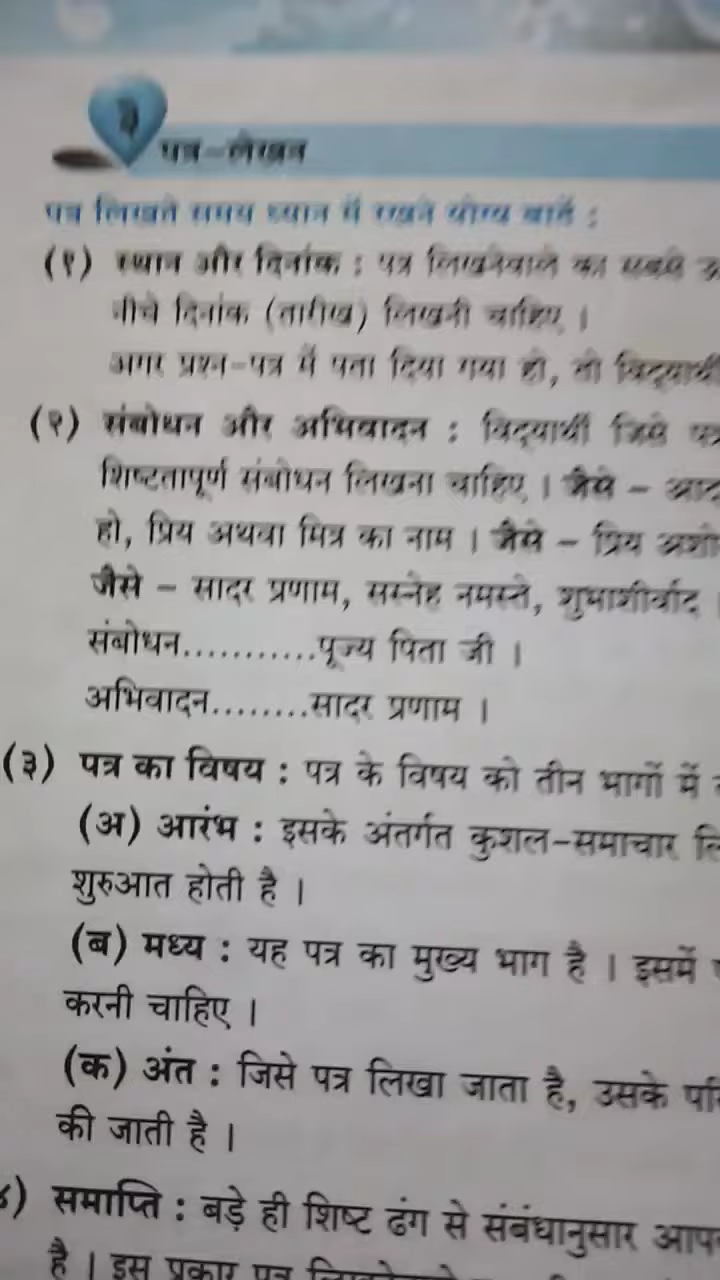 पत्र-लेखन
पत्र लिखते समय ध्यान में रखने योग्य बातें :
(१) स्थान और दिनांक : पत्र लिखनेवाले का सबसे
नीचे दिनांक (तारीख) लिखनी चाहिए ।
अगर प्रश्न-पत्र में पता दिया गया हो, तो विद्यार्थी
(२) संबोधन और अभिवादन : विद्यार्थी जिसे
शिष्टतापूर्ण संबोधन लिखना चाहिए । जैसे -
हो, प्रिय अथवा मित्र का नाम । जैसे - प्रिय
जैसे - सादर प्रणाम, सस्नेह नमस्ते, शुभाशीर्वाद
संबोधन...........पूज्य पिता जी ।
अभिवादन........सादर प्रणाम ।
(३) पत्र का विषय : पत्र के विषय को तीन भागों में
(अ) आरंभ : इसके अंतर्गत कुशल-समाचार
शुरुआत होती है ।
(ब) मध्य : यह पत्र का मुख्य भाग है । इसमें
करनी चाहिए ।
(क) अंत : जिसे पत्र लिखा जाता है, उसके
की जाती है ।
४) समाप्ति : बड़े ही शिष्ट ढंग से संबंधानुसार
है । इस प्रकार पत्र